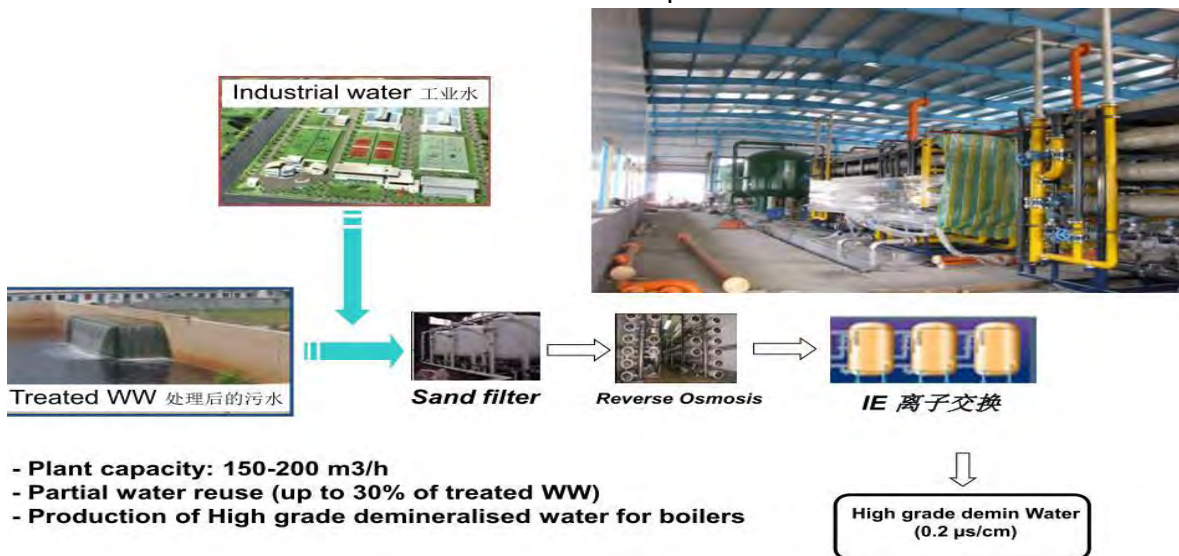 Industrial water 工业水
Treated WW 处理后的污水
Sand filter
Reverse Osmosis
IE 离子交换
- Plant capacity: 150-200 m3/h
- Partial water reuse (up to 30% of treated WW)
- Production of High grade demineralised water for boilers
High grade demin Water
(0.2 µs/cm)